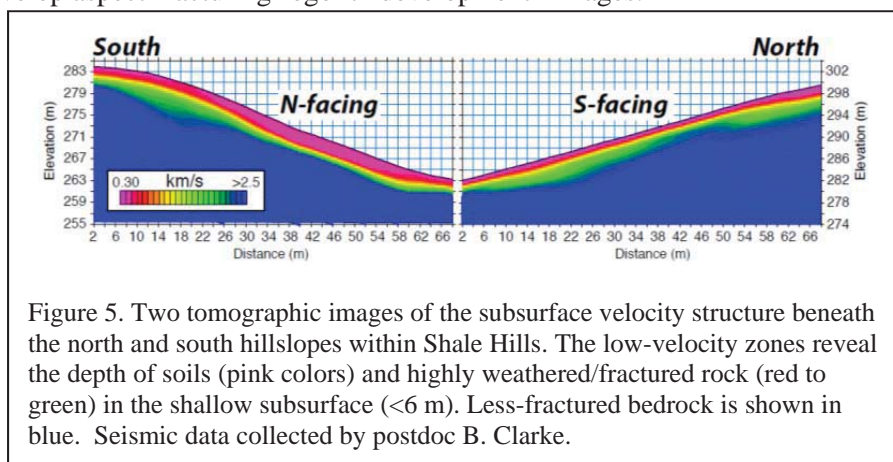 South
North
N-facing
S-facing
283
279
275
271
267
263
259
255
Elevation (m)
0.30 km/s >2.5
302
298
294
290
286
282
278
274
Elevation (m)
2 6 10 14 18 22 26 30 34 38 42 46 50 54 58 62 66
2 6 10 14 18 22 26 30 34 38 42 46 50 54 58 62 66
Distance (m)
Distance (m)
Figure 5. Two tomographic images of the subsurface velocity structure beneath
the north and south hillslopes within Shale Hills. The low-velocity zones reveal
the depth of soils (pink colors) and highly weathered/fractured rock (red to
green) in the shallow subsurface (<6 m). Less-fractured bedrock is shown in
blue. Seismic data collected by postdoc B. Clarke.